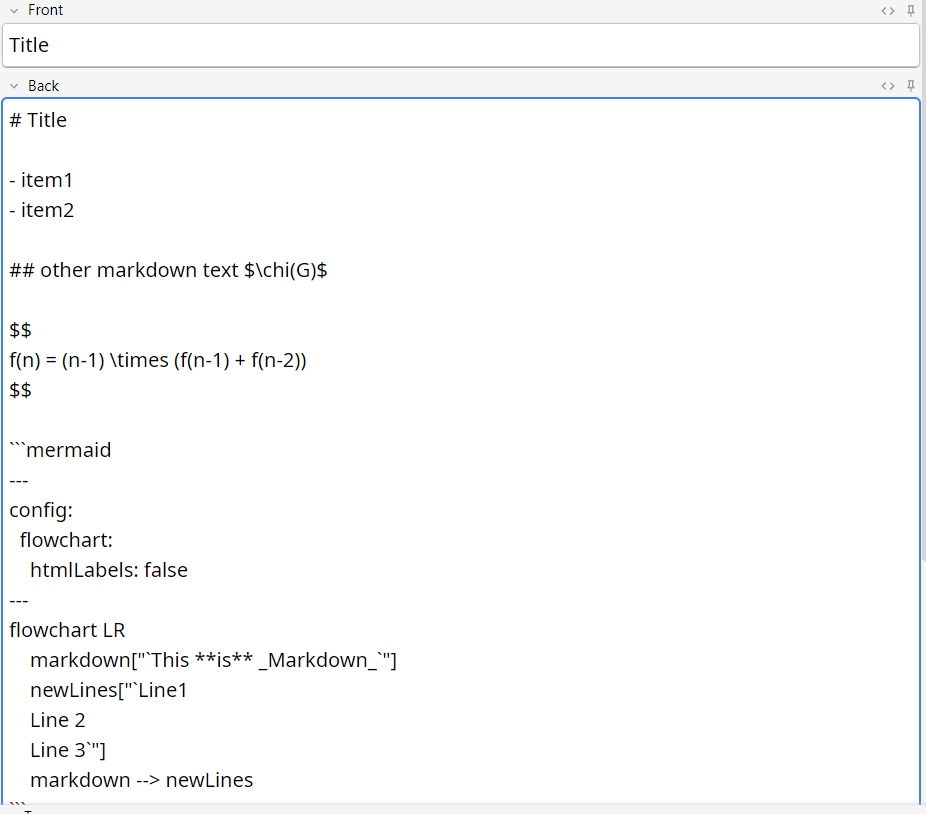 Front
Title
Back
# Title

- item1
- item2

## other markdown text $\chi(G)$

$$
f(n) = (n-1) \times (f(n-1) + f(n-2))
$$

```mermaid
---
config:
  flowchart:
    htmlLabels: false
---
flowchart LR
    markdown["`This **is** _Markdown_`"]
    newLines["`Line1
    Line 2
    Line 3`"]
    markdown --> newLines
```